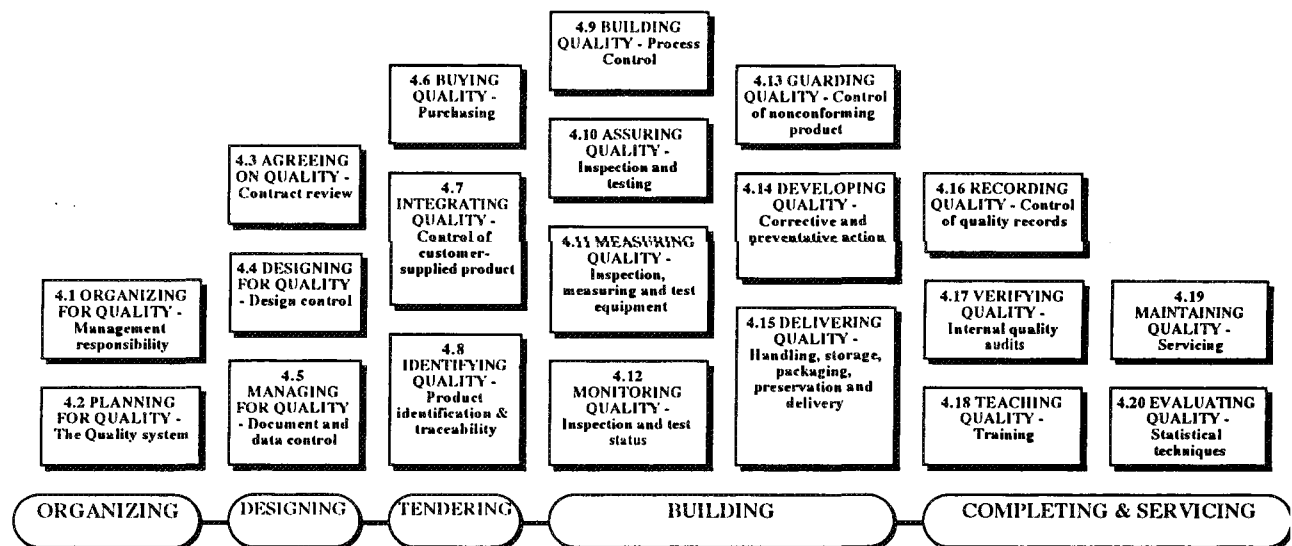 4.1 ORGANIZING
FOR QUALITY -
Management
responsibility
4.2 PLANNING
FOR QUALITY -
The Quality system
4.3 AGREEING
ON QUALITY -
Contract review
4.4 DESIGNING
FOR QUALITY
- Design control
4.5
MANAGING
FOR QUALITY
- Document and
data control
4.6 BUYING
QUALITY -
Purchasing
4.7
INTEGRATING
QUALITY -
Control of
customer-
supplied product
4.8
IDENTIFYING
QUALITY -
Product
identification &
traceability
4.9 BUILDING
QUALITY - Process
Control
4.10 ASSURING
QUALITY -
Inspection and
testing
4.11 MEASURING
QUALITY -
Inspection,
measuring and test
equipment
4.12
MONITORING
QUALITY -
Inspection and test
status
4.13 GUARDING
QUALITY - Control
of nonconforming
product
4.14 DEVELOPING
QUALITY -
Corrective and
preventative action
4.15 DELIVERING
QUALITY -
Handling, storage,
packaging,
preservation and
delivery
4.16 RECORDING
QUALITY - Control
of quality records
4.17 VERIFYING
QUALITY -
Internal quality
audits
4.18 TEACHING
QUALITY -
Training
4.19
MAINTAINING
QUALITY -
Servicing
4.20 EVALUATING
QUALITY -
Statistical
techniques
ORGANIZING
DESIGNING
TENDERING
BUILDING
COMPLETING & SERVICING